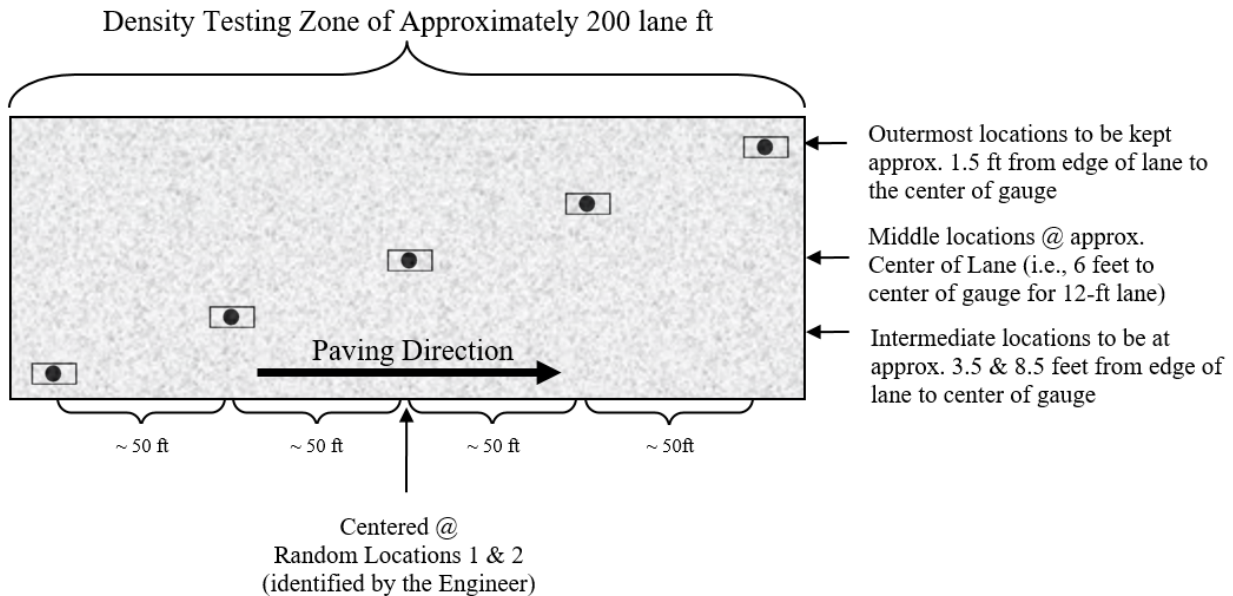 Density Testing Zone of Approximately 200 lane ft
Outermost locations to be kept
approx. 1.5 ft from edge of lane to
the center of gauge
Middle locations @ approx.
Center of Lane (i.e., 6 feet to
center of gauge for 12-ft lane)
Intermediate locations to be at
approx. 3.5 & 8.5 feet from edge of
lane to center of gauge
Paving Direction
~ 50 ft
~ 50 ft
~ 50 ft
~ 50ft
Centered @
Random Locations 1 & 2
(identified by the Engineer)